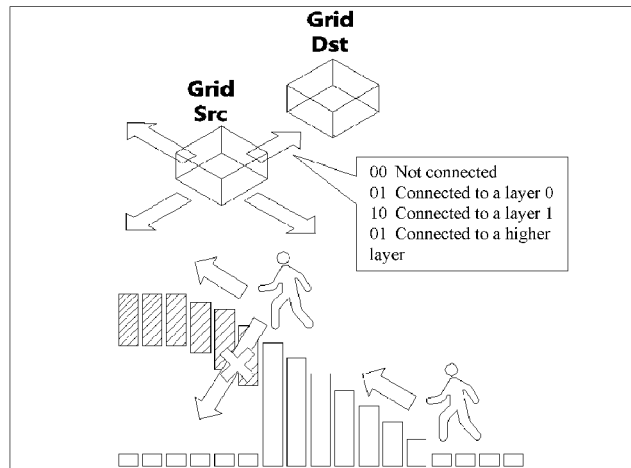 Grid
Dst
Grid
Src
00 Not connected
01 Connected to a layer 0
10 Connected to a layer 1
01 Connected to a higher
layer